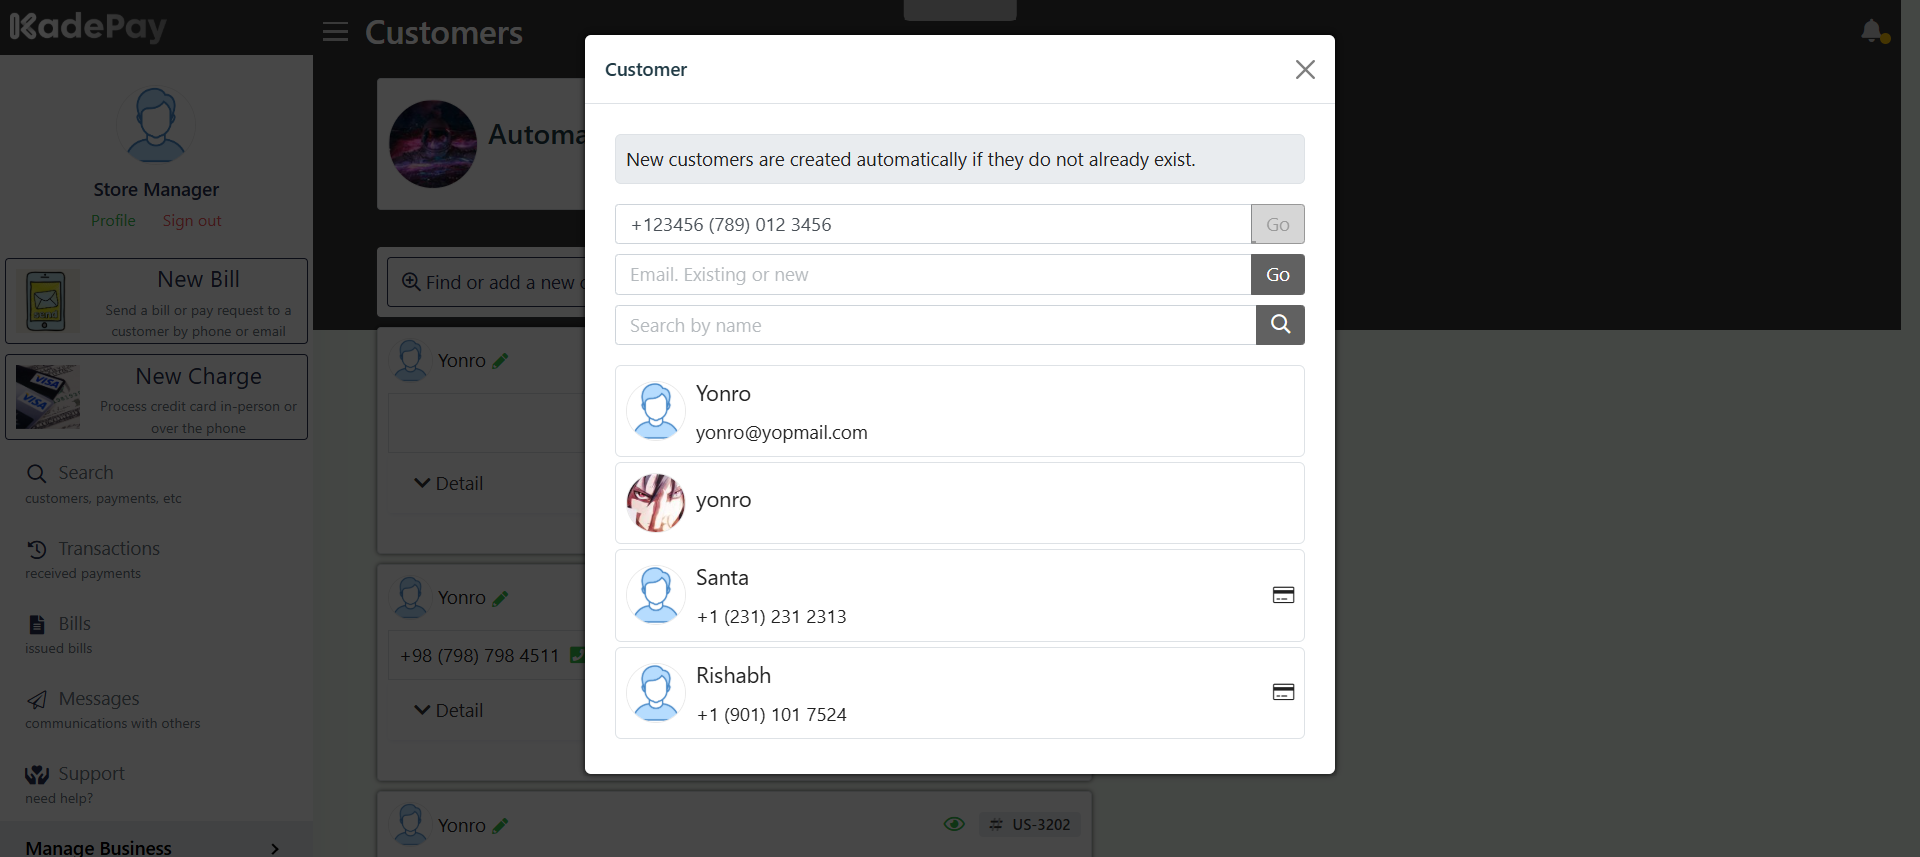 KadePay
Customers
Store Manager
Profile Sign out
New Bill
Send a bill or pay request to a
customer by phone or email
New Charge
Process credit card in-person or
over the phone
Search
customers, payments, etc
Transactions
received payments
Bills
issued bills
Messages
communications with others
Support
need help?
Manage Business
Automa
Find or add a new c
Yonro
Detail
Yonro
+98 (798) 798 4511
Detail
Yonro
# US-3202
Customer
New customers are created automatically if they do not already exist.
+123456 (789) 012 3456 Go
Email. Existing or new Go
Search by name
Yonro
yonro@yopmail.com
yonro
Santa
+1 (231) 231 2313
Rishabh
+1 (901) 101 7524